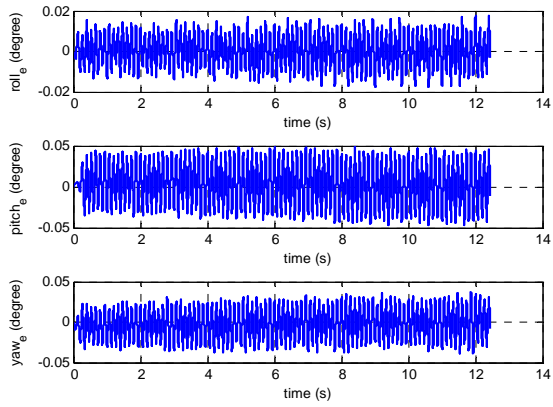 0.02
0
-0.02
roll_e (degree)
0 2 4 6 8 10 12 14
time (s)
0.05
0
-0.05
pitch_e (degree)
0 2 4 6 8 10 12 14
time (s)
0.05
0
-0.05
yaw_e (degree)
0 2 4 6 8 10 12 14
time (s)